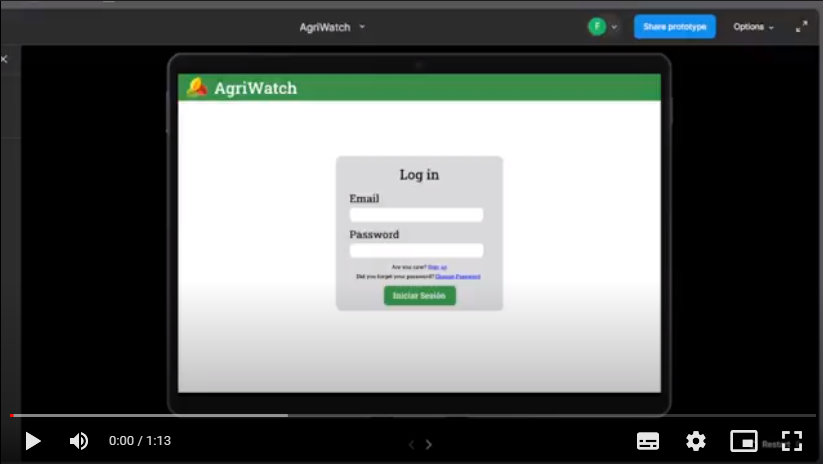 AgriWatch
F
Share prototype
Options
AgriWatch
Log in
Email
Password
Are you new? Sign up
Did you forget your password? Change Password
Iniciar Sesión
0:00 / 1:13
Restart